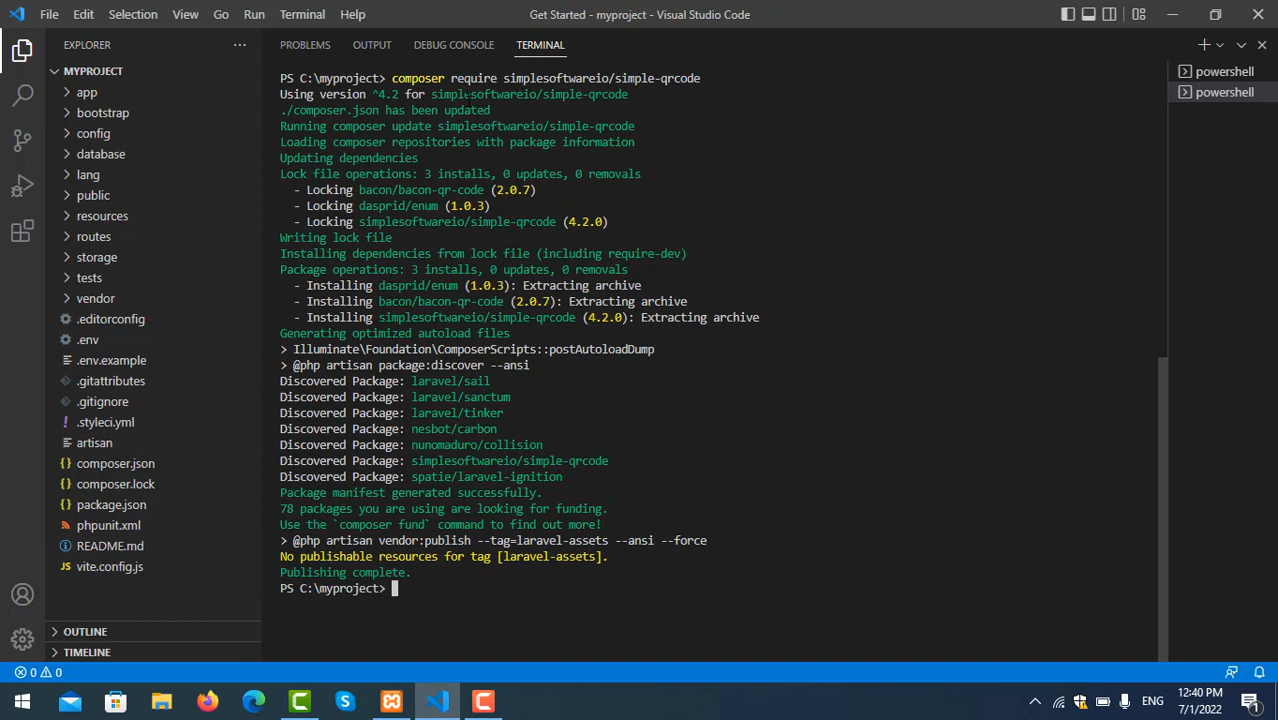 File Edit Selection View Go Run Terminal Help Get Started - myproject - Visual Studio Code
EXPLORER
MYPROJECT
app
bootstrap
config
database
lang
public
resources
routes
storage
tests
vendor
.editorconfig
.env
.env.example
.gitattributes
.gitignore
.styleci.yml
artisan
composer.json
composer.lock
package.json
phpunit.xml
README.md
vite.config.js
OUTLINE
TIMELINE
PROBLEMS OUTPUT DEBUG CONSOLE TERMINAL
PS C:\myproject> composer require simplesoftwareio/simple-qrcode
Using version ^4.2 for simplesoftwareio/simple-qrcode
./composer.json has been updated
Running composer update simplesoftwareio/simple-qrcode
Loading composer repositories with package information
Updating dependencies
Lock file operations: 3 installs, 0 updates, 0 removals
- Locking bacon/bacon-qr-code (2.0.7)
- Locking dasprid/enum (1.0.3)
- Locking simplesoftwareio/simple-qrcode (4.2.0)
Writing lock file
Installing dependencies from lock file (including require-dev)
Package operations: 3 installs, 0 updates, 0 removals
- Installing dasprid/enum (1.0.3): Extracting archive
- Installing bacon/bacon-qr-code (2.0.7): Extracting archive
- Installing simplesoftwareio/simple-qrcode (4.2.0): Extracting archive
Generating optimized autoload files
> Illuminate\Foundation\ComposerScripts::postAutoloadDump
> @php artisan package:discover --ansi
Discovered Package: laravel/sail
Discovered Package: laravel/sanctum
Discovered Package: laravel/tinker
Discovered Package: nesbot/carbon
Discovered Package: nunomaduro/collision
Discovered Package: simplesoftwareio/simple-qrcode
Discovered Package: spatie/laravel-ignition
Package manifest generated successfully.
78 packages you are using are looking for funding.
Use the `composer fund` command to find out more!
> @php artisan vendor:publish --tag=laravel-assets --ansi --force
No publishable resources for tag [laravel-assets].
Publishing complete.
PS C:\myproject>
powershell
powershell
0 0
ENG
12:40 PM
7/1/2022
1